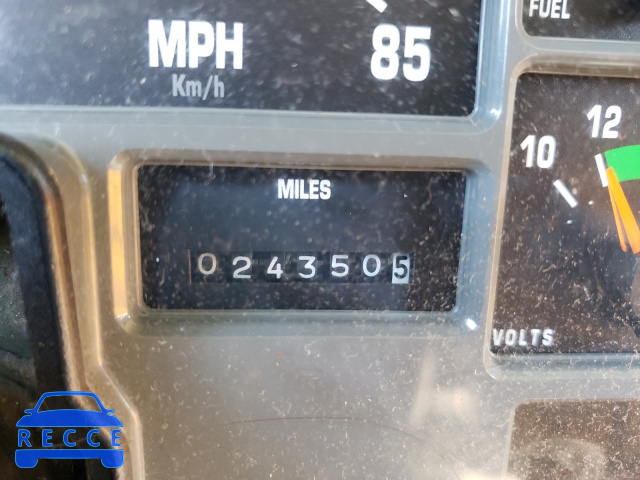 FUEL
MPH 85
Km/h
10 12
MILES
0243505
VOLTS
RECCE